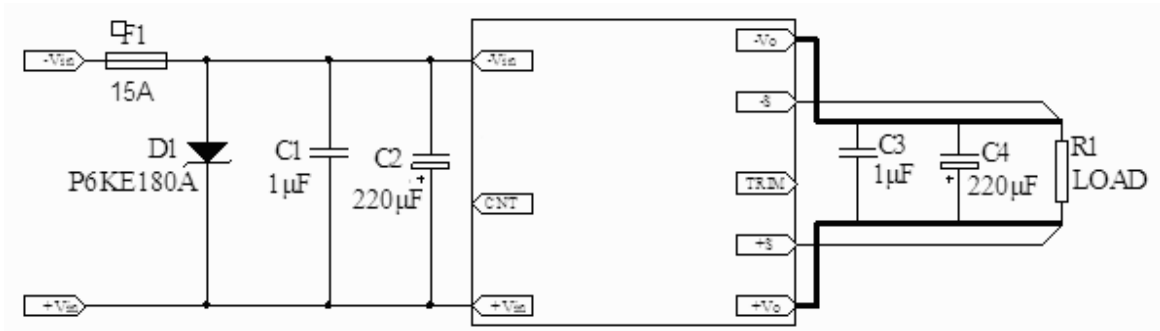 F1
-Vin
15A
-Vin
D1
P6KE180A
C1
1µF
C2
220µF
+
CNT
+Vin
+Vin
-Vo
-S
TRIM
+S
+Vo
C3
1µF
C4
220µF
+
R1
LOAD